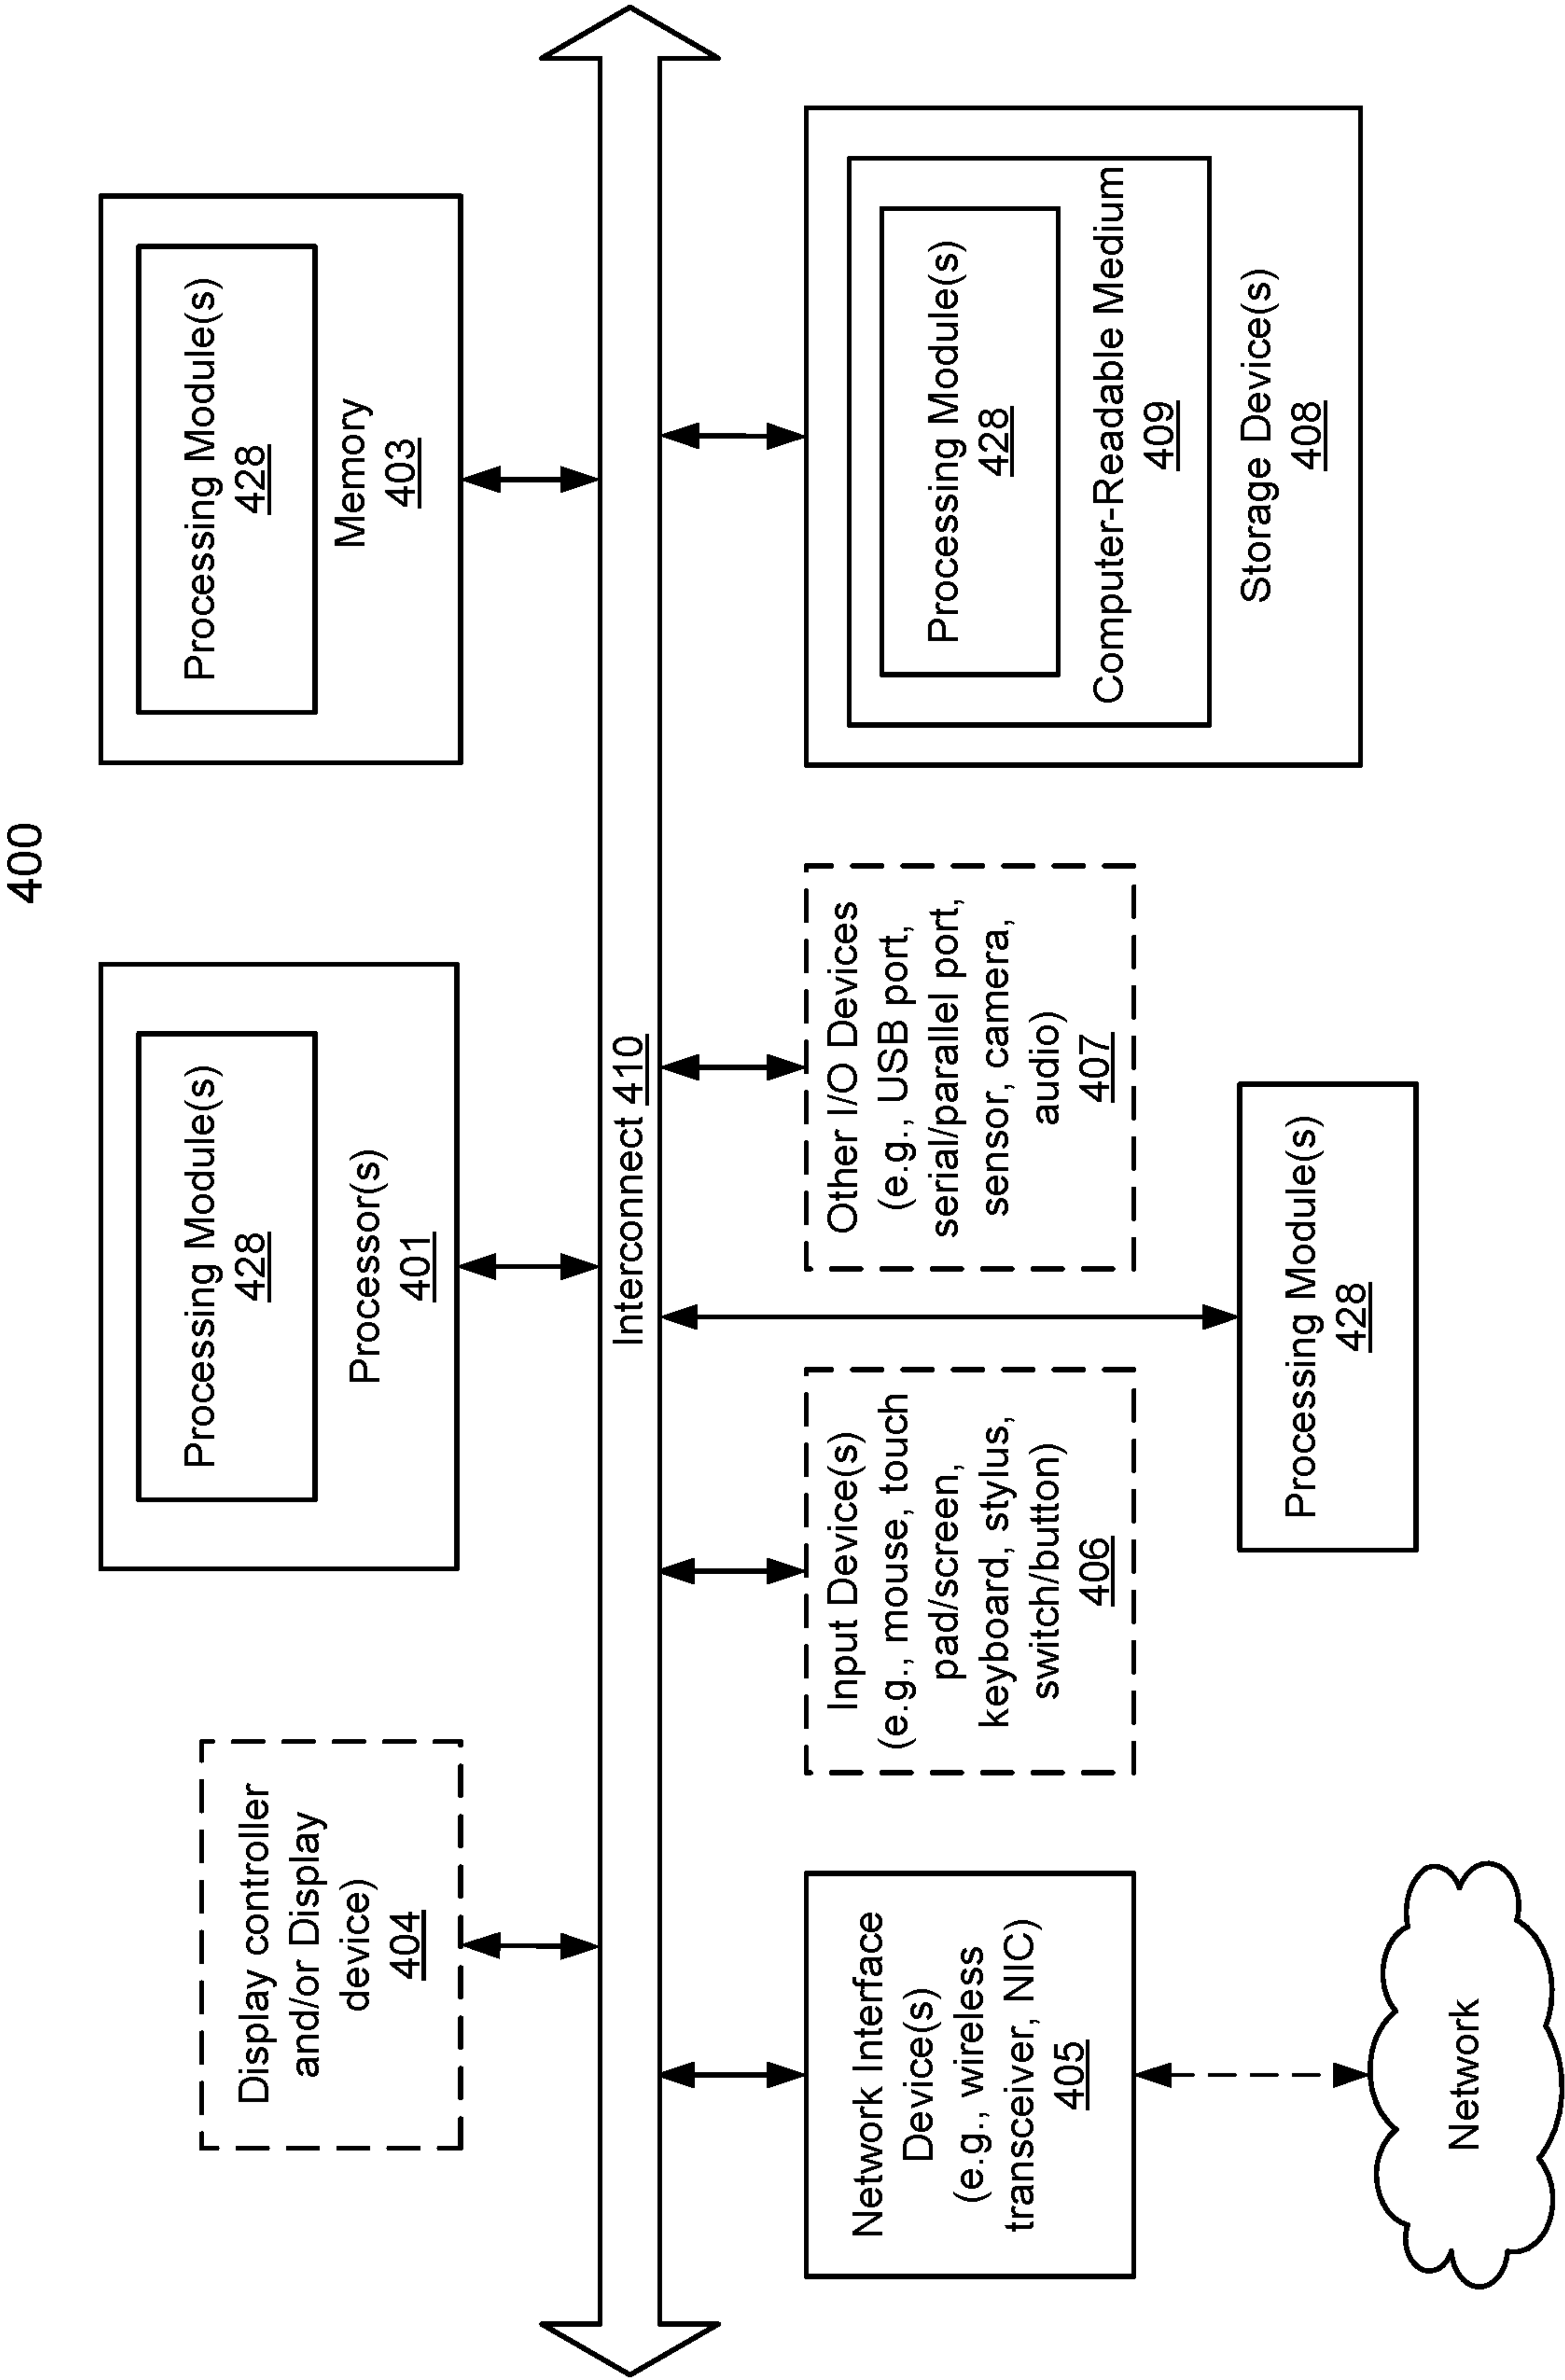 400
Display controller
and/or Display
device)
404
Processing Module(s)
428
Processor(s)
401
Processing Module(s)
428
Memory
403
Interconnect 410
Network Interface
Device(s)
(e.g., wireless
transceiver, NIC)
405
Input Device(s)
(e.g., mouse, touch
pad/screen,
keyboard, stylus,
switch/button)
406
Other I/O Devices
(e.g., USB port,
serial/parallel port,
sensor, camera,
audio)
407
Processing Module(s)
428
Computer-Readable Medium
409
Storage Device(s)
408
Processing Module(s)
428
Network